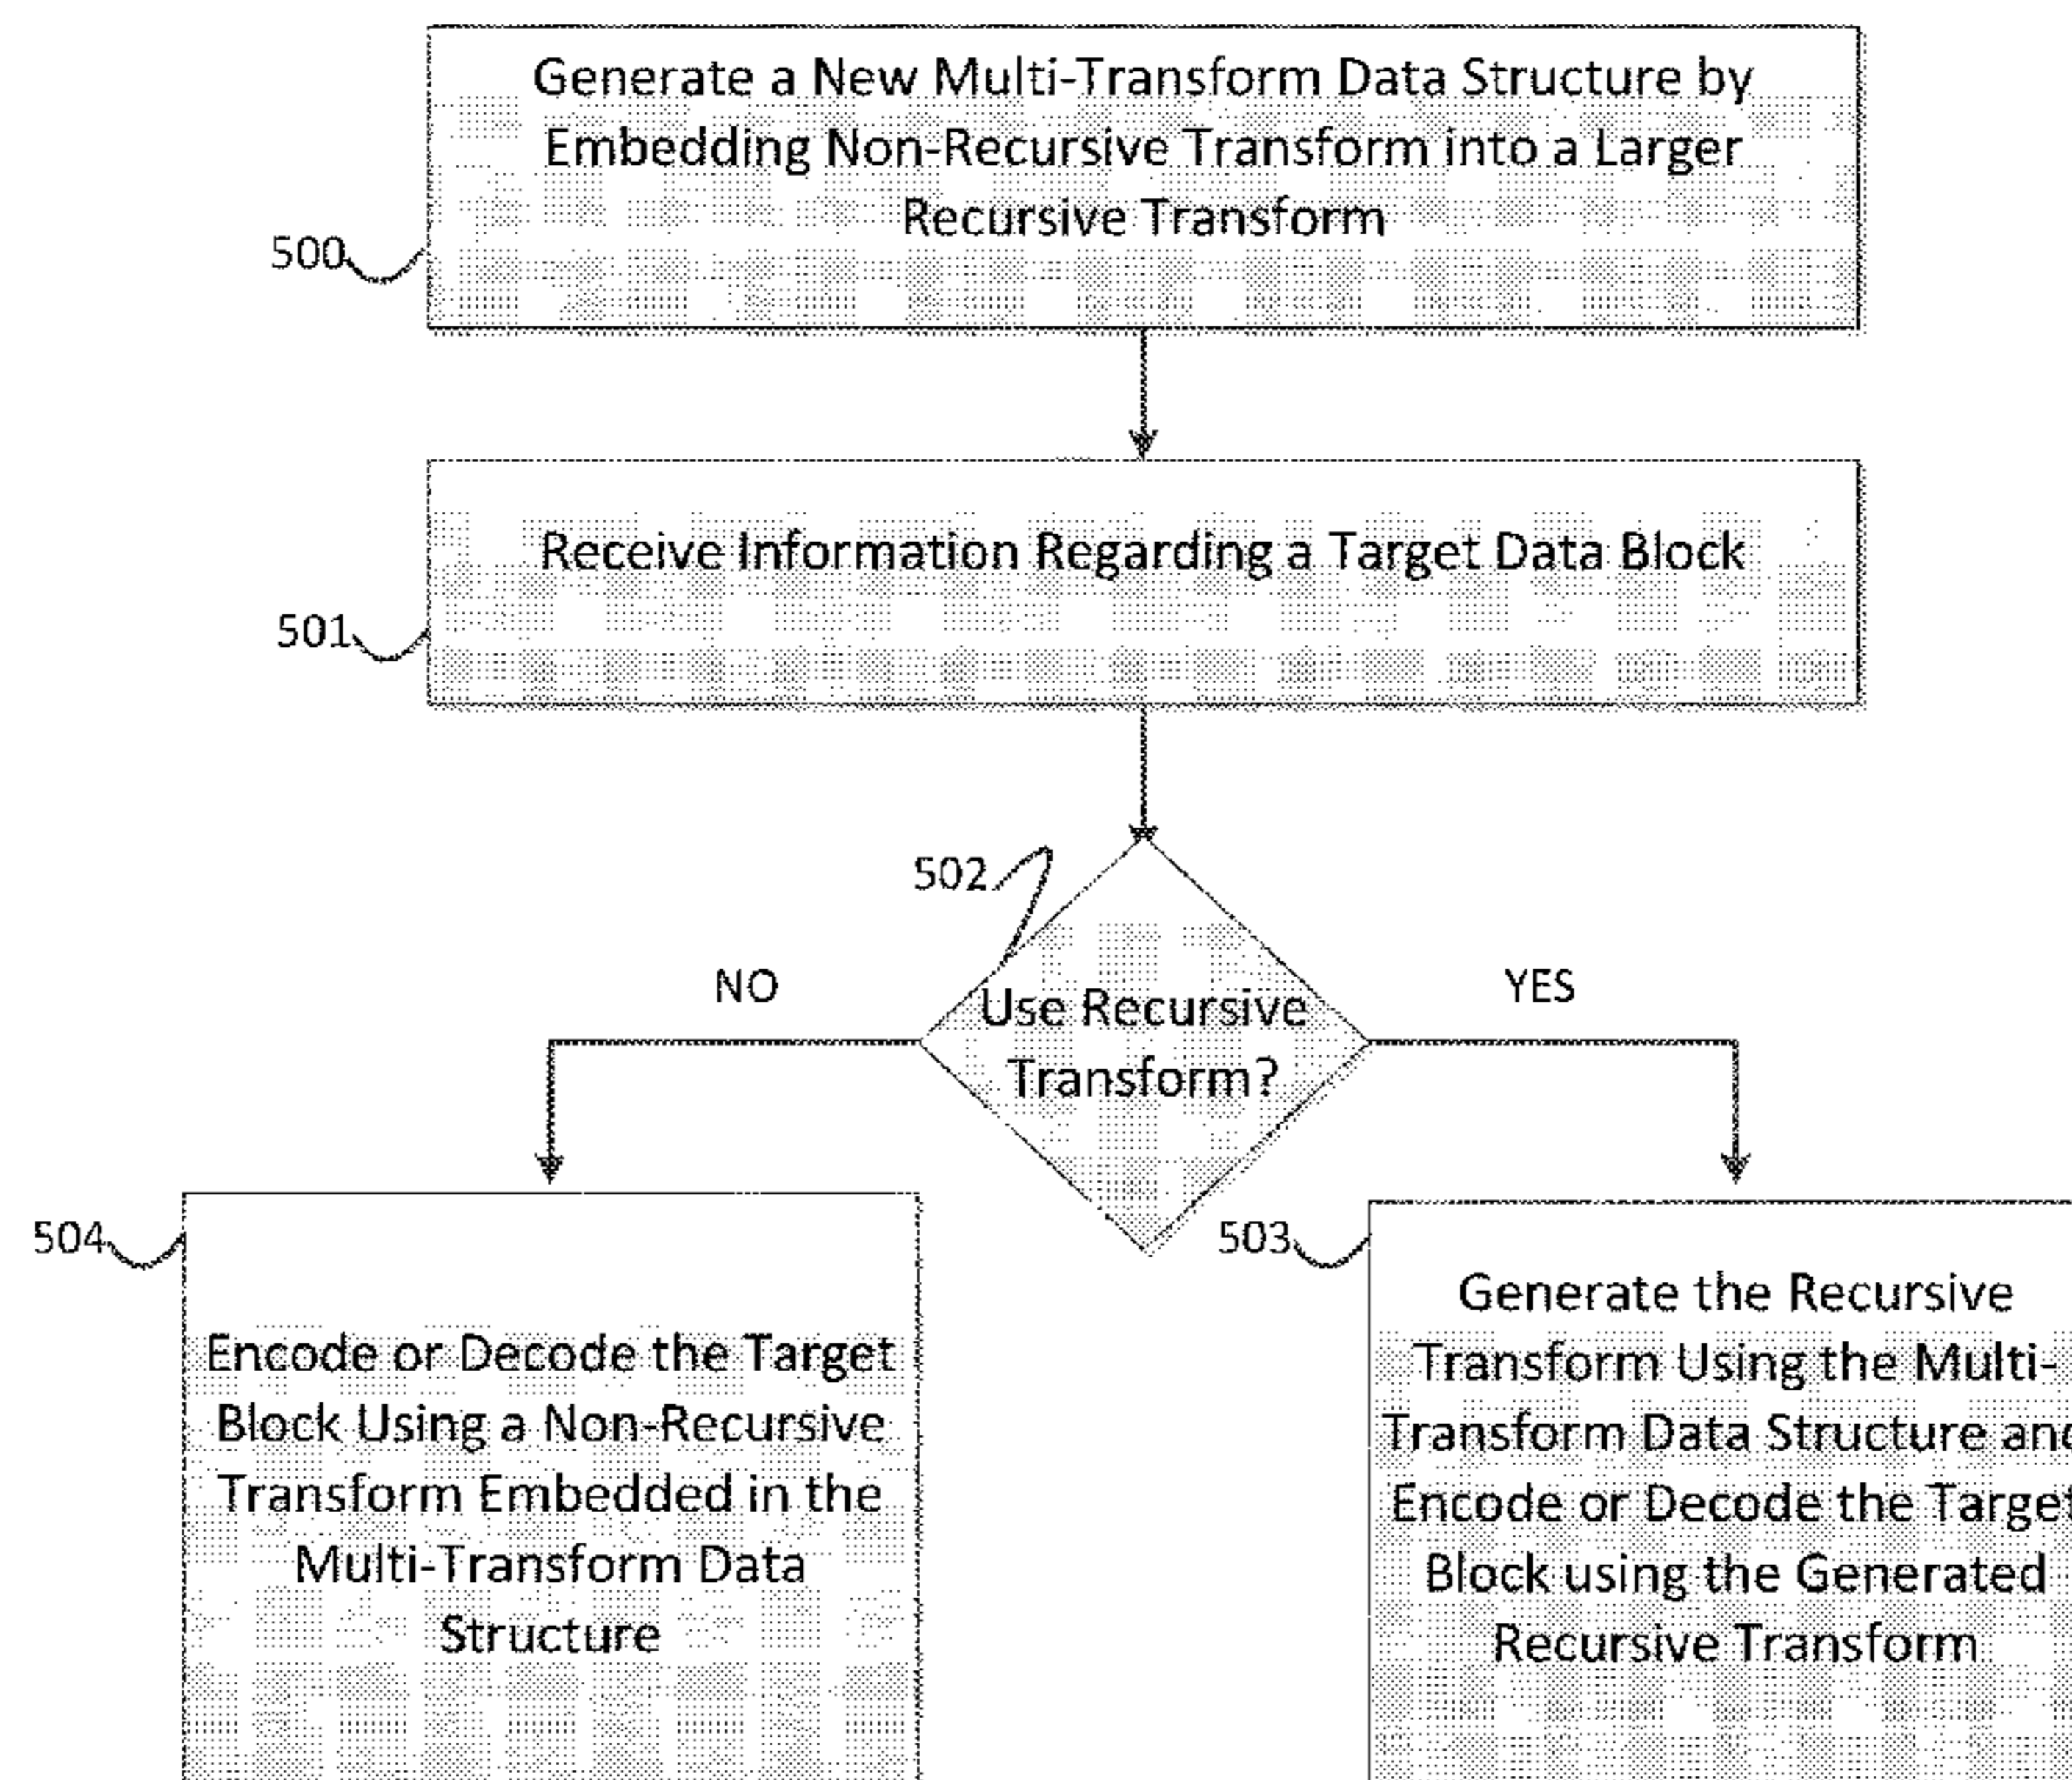 Generate a New Multi-Transform Data Structure by
Embedding Non-Recursive Transform into a Larger
Recursive Transform
500
Receive Information Regarding a Target Data Block
501
502
NO
YES
Use Recursive
Transform?
504
Encode or Decode the Target
Block Using a Non-Recursive
Transform Embedded in the
Multi-Transform Data
Structure
503
Generate the Recursive
Transform Using the Multi-
Transform Data Structure and
Encode or Decode the Target
Block using the Generated
Recursive Transform